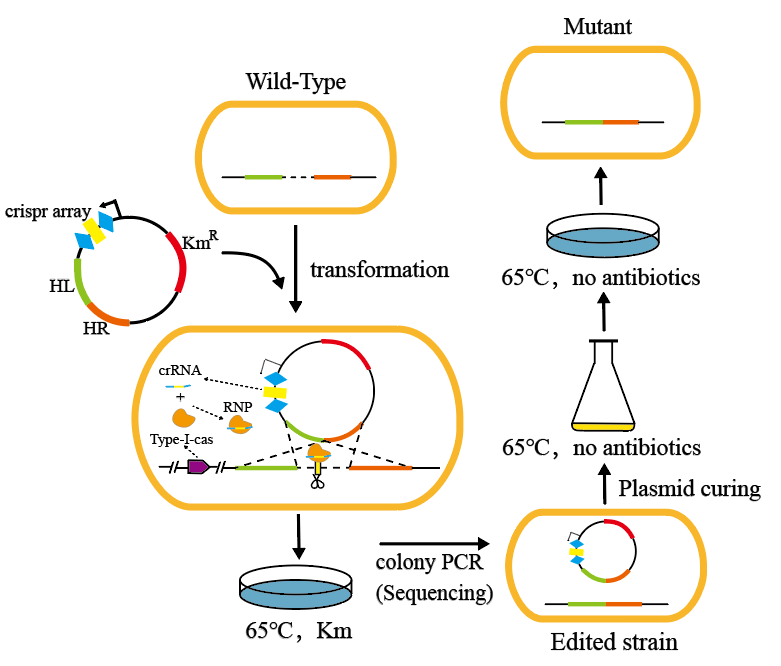 Mutant
Wild-Type
crispr array
Kmᴿ
HL
HR
transformation
65℃, no antibiotics
crRNA
+
RNP
Type-I-cas
65℃, no antibiotics
Plasmid curing
colony PCR
(Sequencing)
65℃, Km
Edited strain